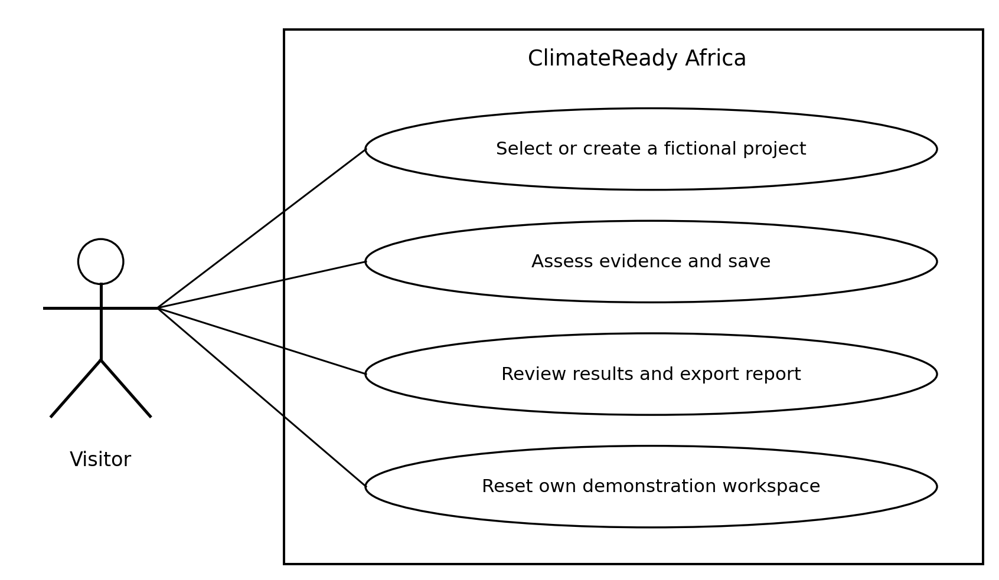 ClimateReady Africa
Select or create a fictional project
Assess evidence and save
Review results and export report
Reset own demonstration workspace
Visitor